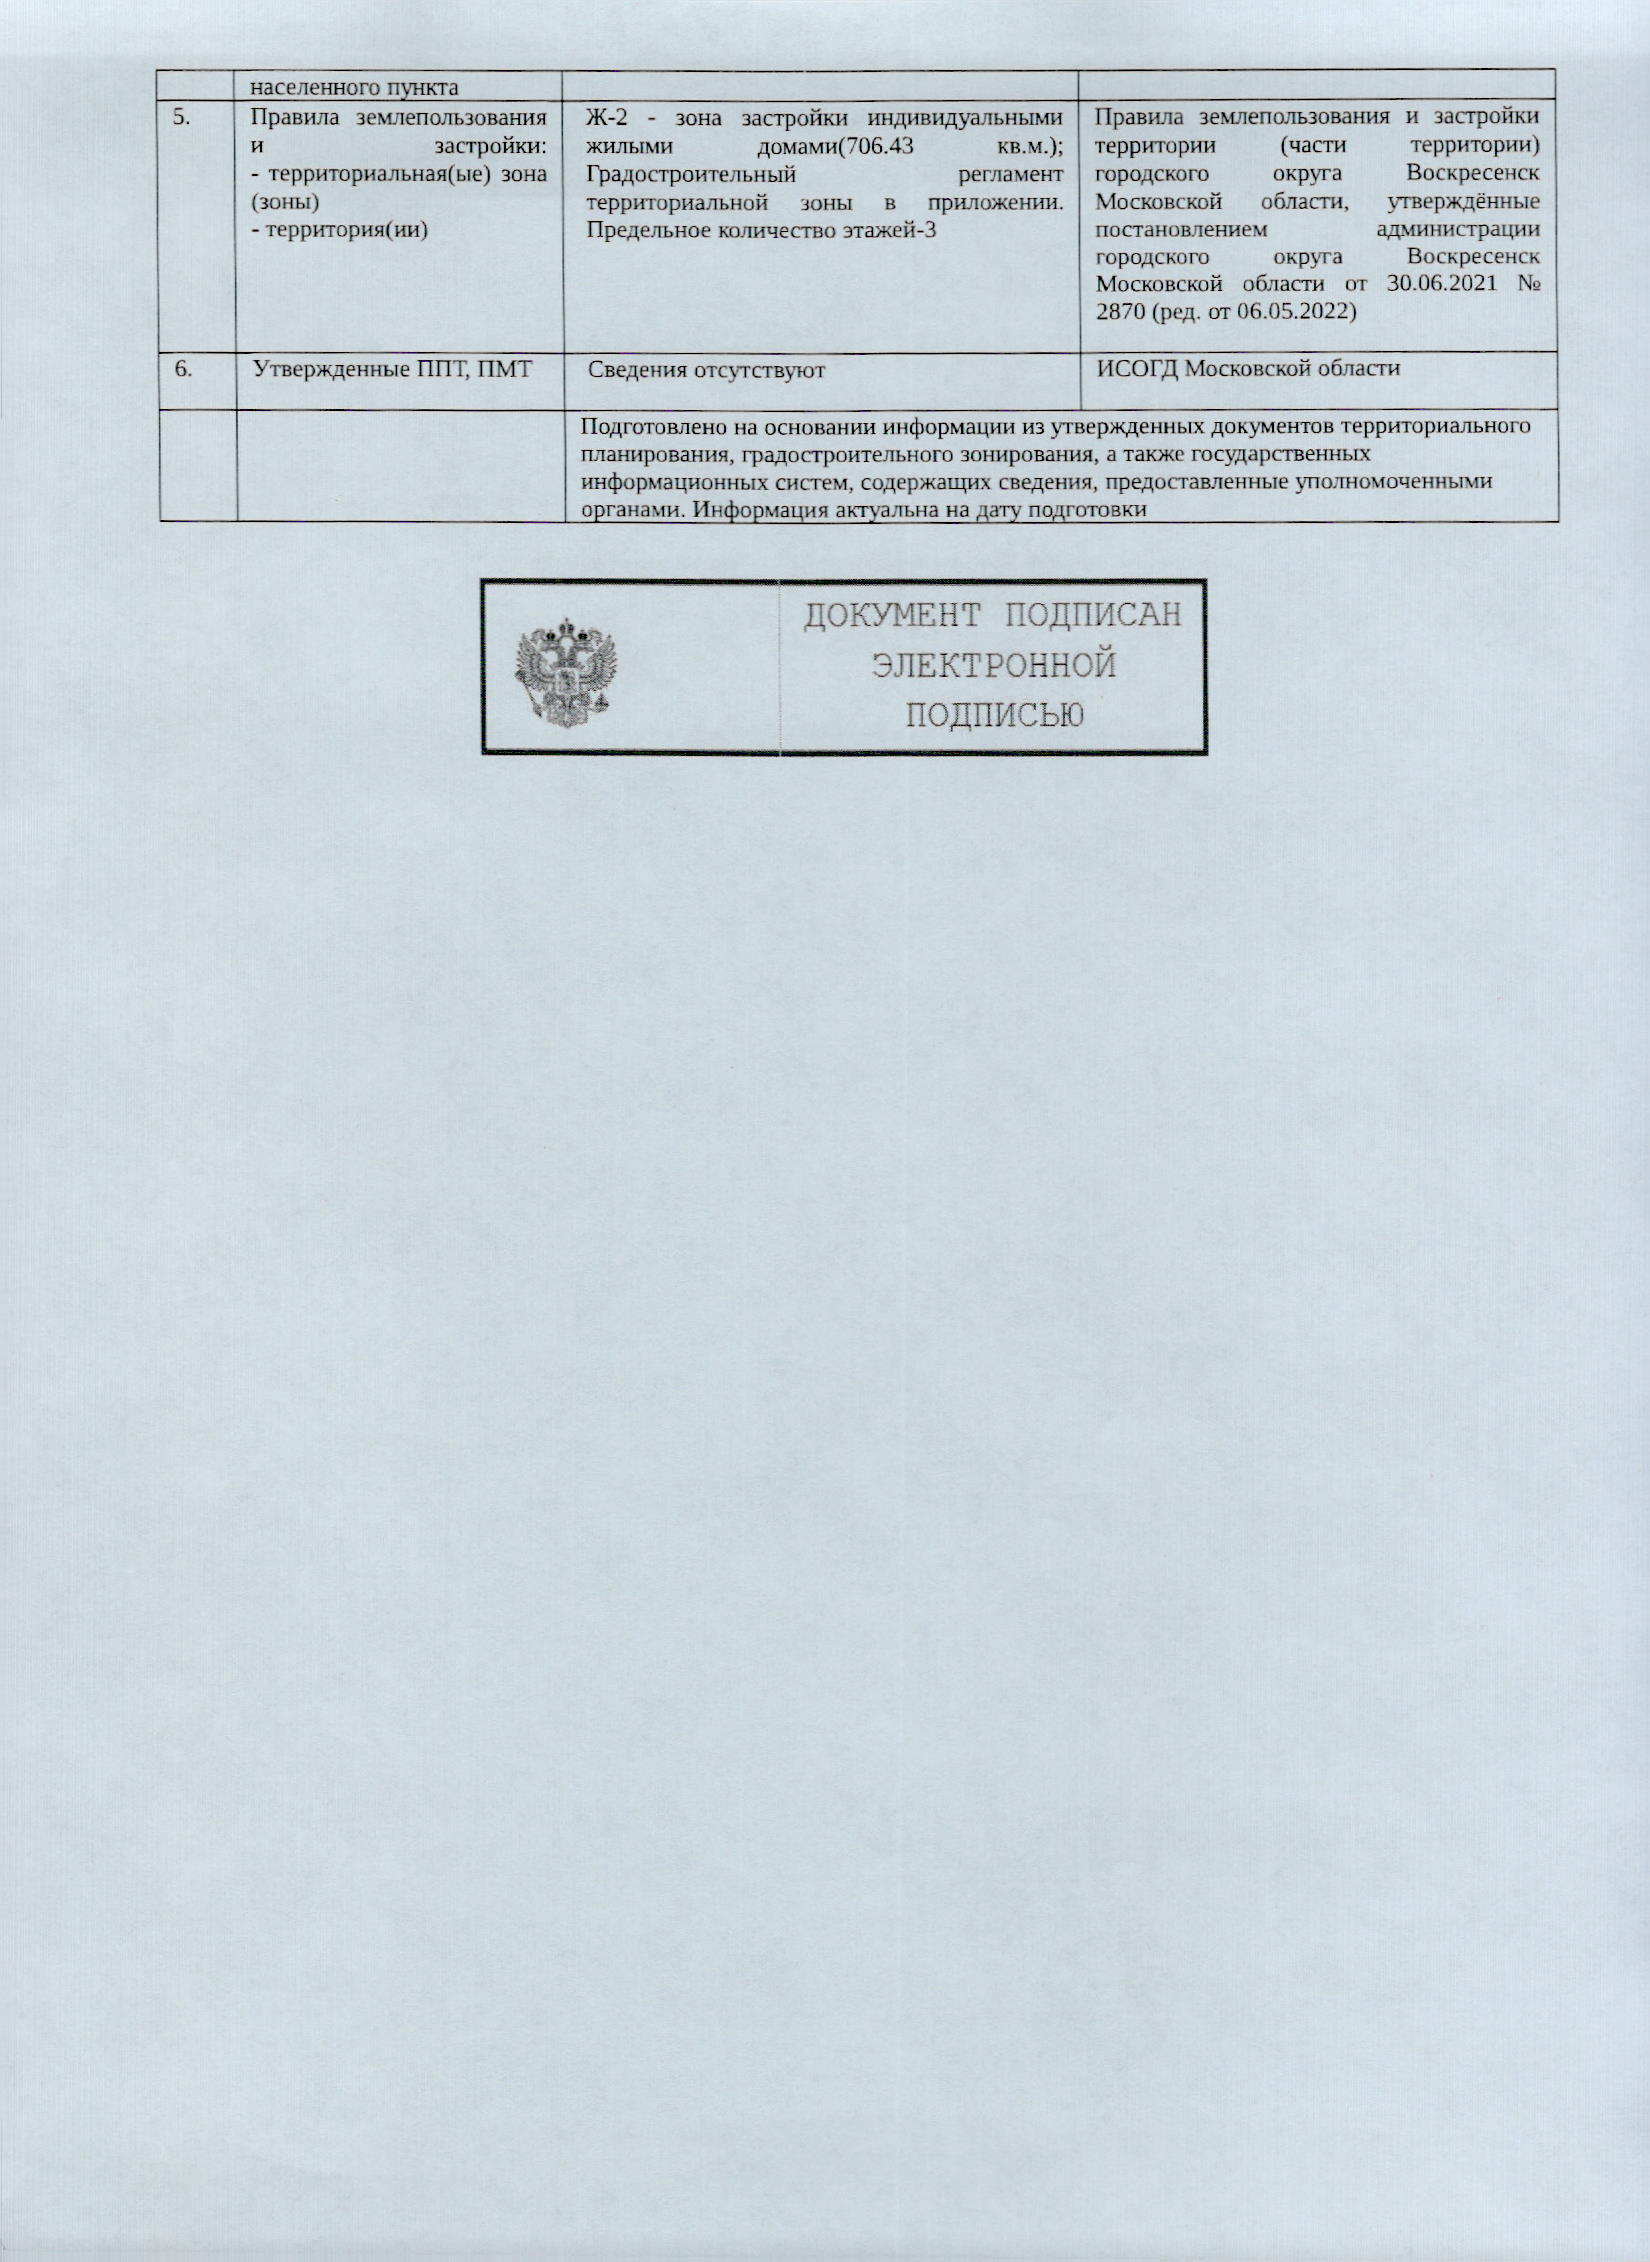 населенного пункта
5.
Правила землепользования
и застройки:
- территориальная(ые) зона
(зоны)
- территория(ии)
Ж-2 - зона застройки индивидуальными
жилыми домами(706.43 кв.м.);
Градостроительный регламент
территориальной зоны в приложении.
Предельное количество этажей-3
Правила землепользования и застройки
территории (части территории)
городского округа Воскресенск
Московской области, утверждённые
постановлением администрации
городского округа Воскресенск
Московской области от 30.06.2021 №
2870 (ред. от 06.05.2022)
6.
Утвержденные ППТ, ПМТ
Сведения отсутствуют
ИСОГД Московской области
Подготовлено на основании информации из утвержденных документов территориального
планирования, градостроительного зонирования, а также государственных
информационных систем, содержащих сведения, предоставленные уполномоченными
органами. Информация актуальна на дату подготовки
ДОКУМЕНТ ПОДПИСАН
ЭЛЕКТРОННОЙ
ПОДПИСЬЮ